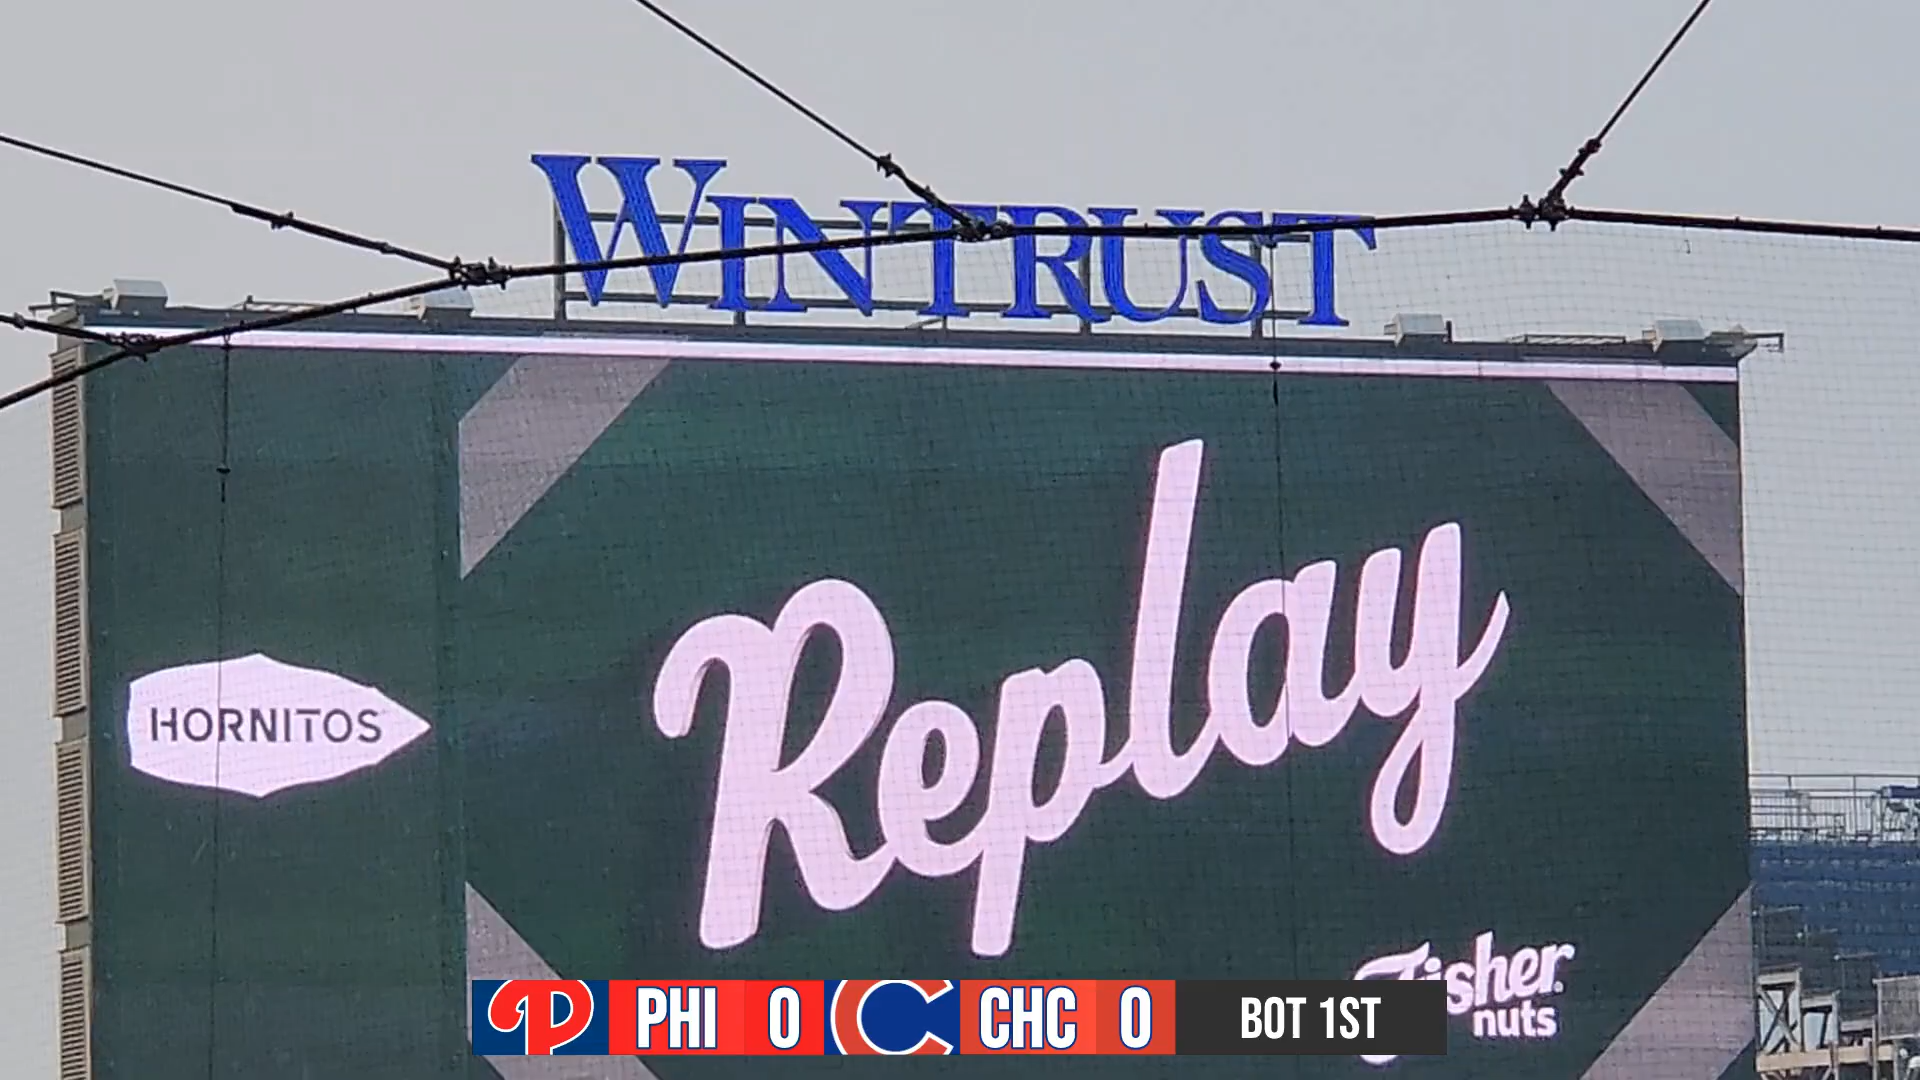 WINTRUST
HORNITOS
Replay
Fisher
nuts
PHI 0 CHC 0 BOT 1ST